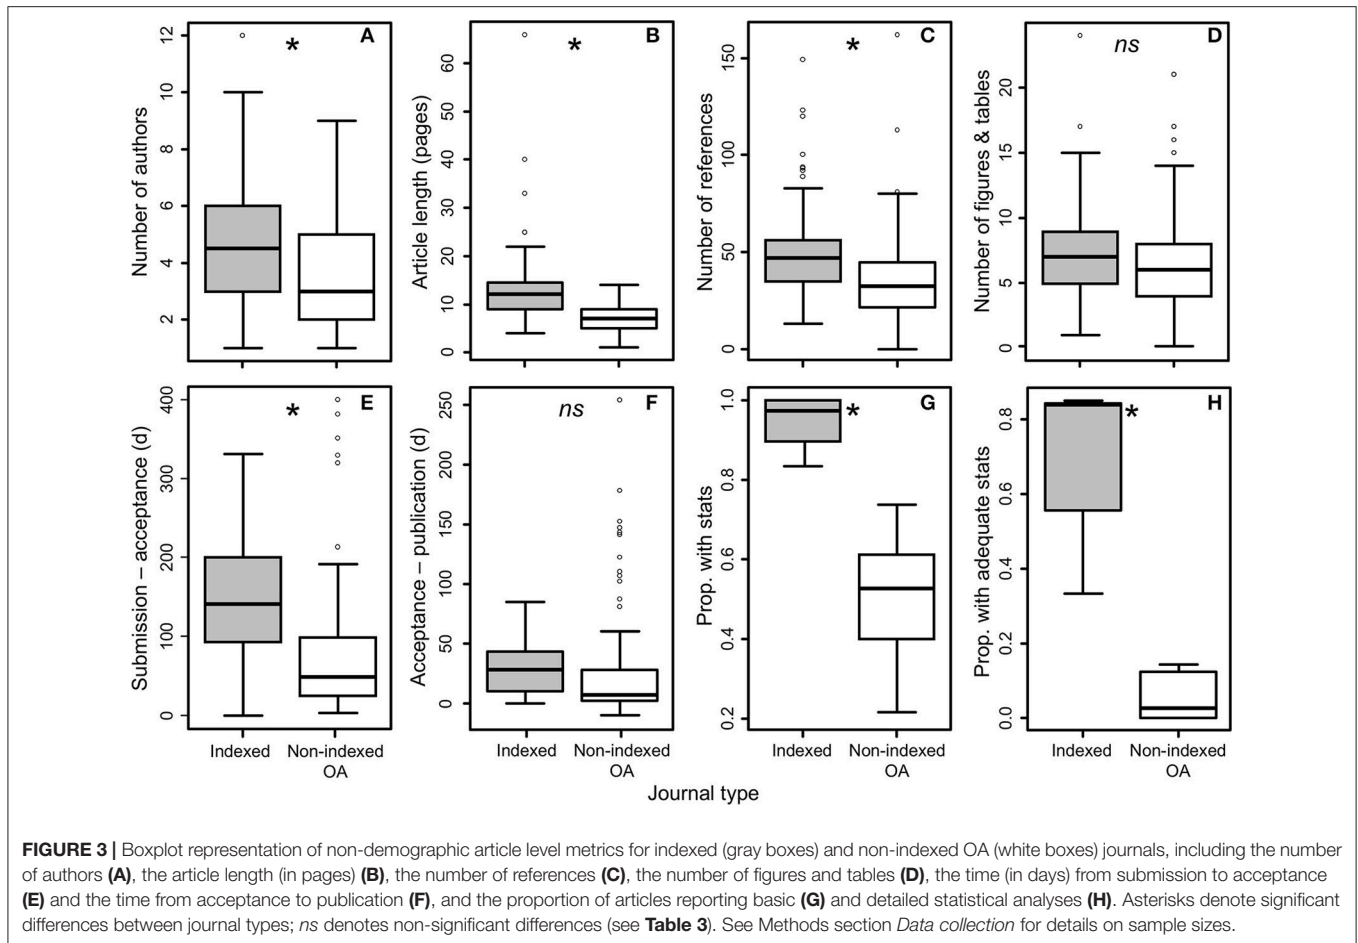 A
*
Number of authors
12
10
8
6
4
2
B
*
Article length (pages)
60
50
40
30
20
10
0
C
*
Number of references
150
100
50
0
D
ns
Number of figures & tables
20
15
10
5
0
E
*
Submission – acceptance (d)
400
300
200
100
0
F
ns
Acceptance – publication (d)
250
200
150
100
50
0
G
*
Prop. with stats
1.0
0.8
0.6
0.4
0.2
H
*
Prop. with adequate stats
0.8
0.6
0.4
0.2
0.0
Indexed Non-indexed
OA
Indexed Non-indexed
OA
Indexed Non-indexed
OA
Indexed Non-indexed
OA
Journal type
FIGURE 3 | Boxplot representation of non-demographic article level metrics for indexed (gray boxes) and non-indexed OA (white boxes) journals, including the number
of authors (A), the article length (in pages) (B), the number of references (C), the number of figures and tables (D), the time (in days) from submission to acceptance
(E) and the time from acceptance to publication (F), and the proportion of articles reporting basic (G) and detailed statistical analyses (H). Asterisks denote significant
differences between journal types; ns denotes non-significant differences (see Table 3). See Methods section Data collection for details on sample sizes.